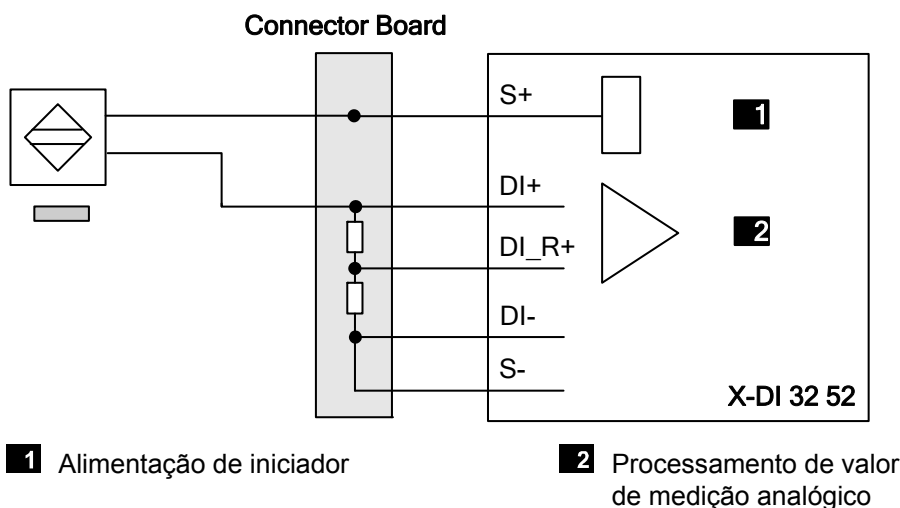 Connector Board
S+
1
DI+
2
DI_R+
DI-
S-
X-DI 32 52
1 Alimentação de iniciador
2 Processamento de valor
de medição analógico